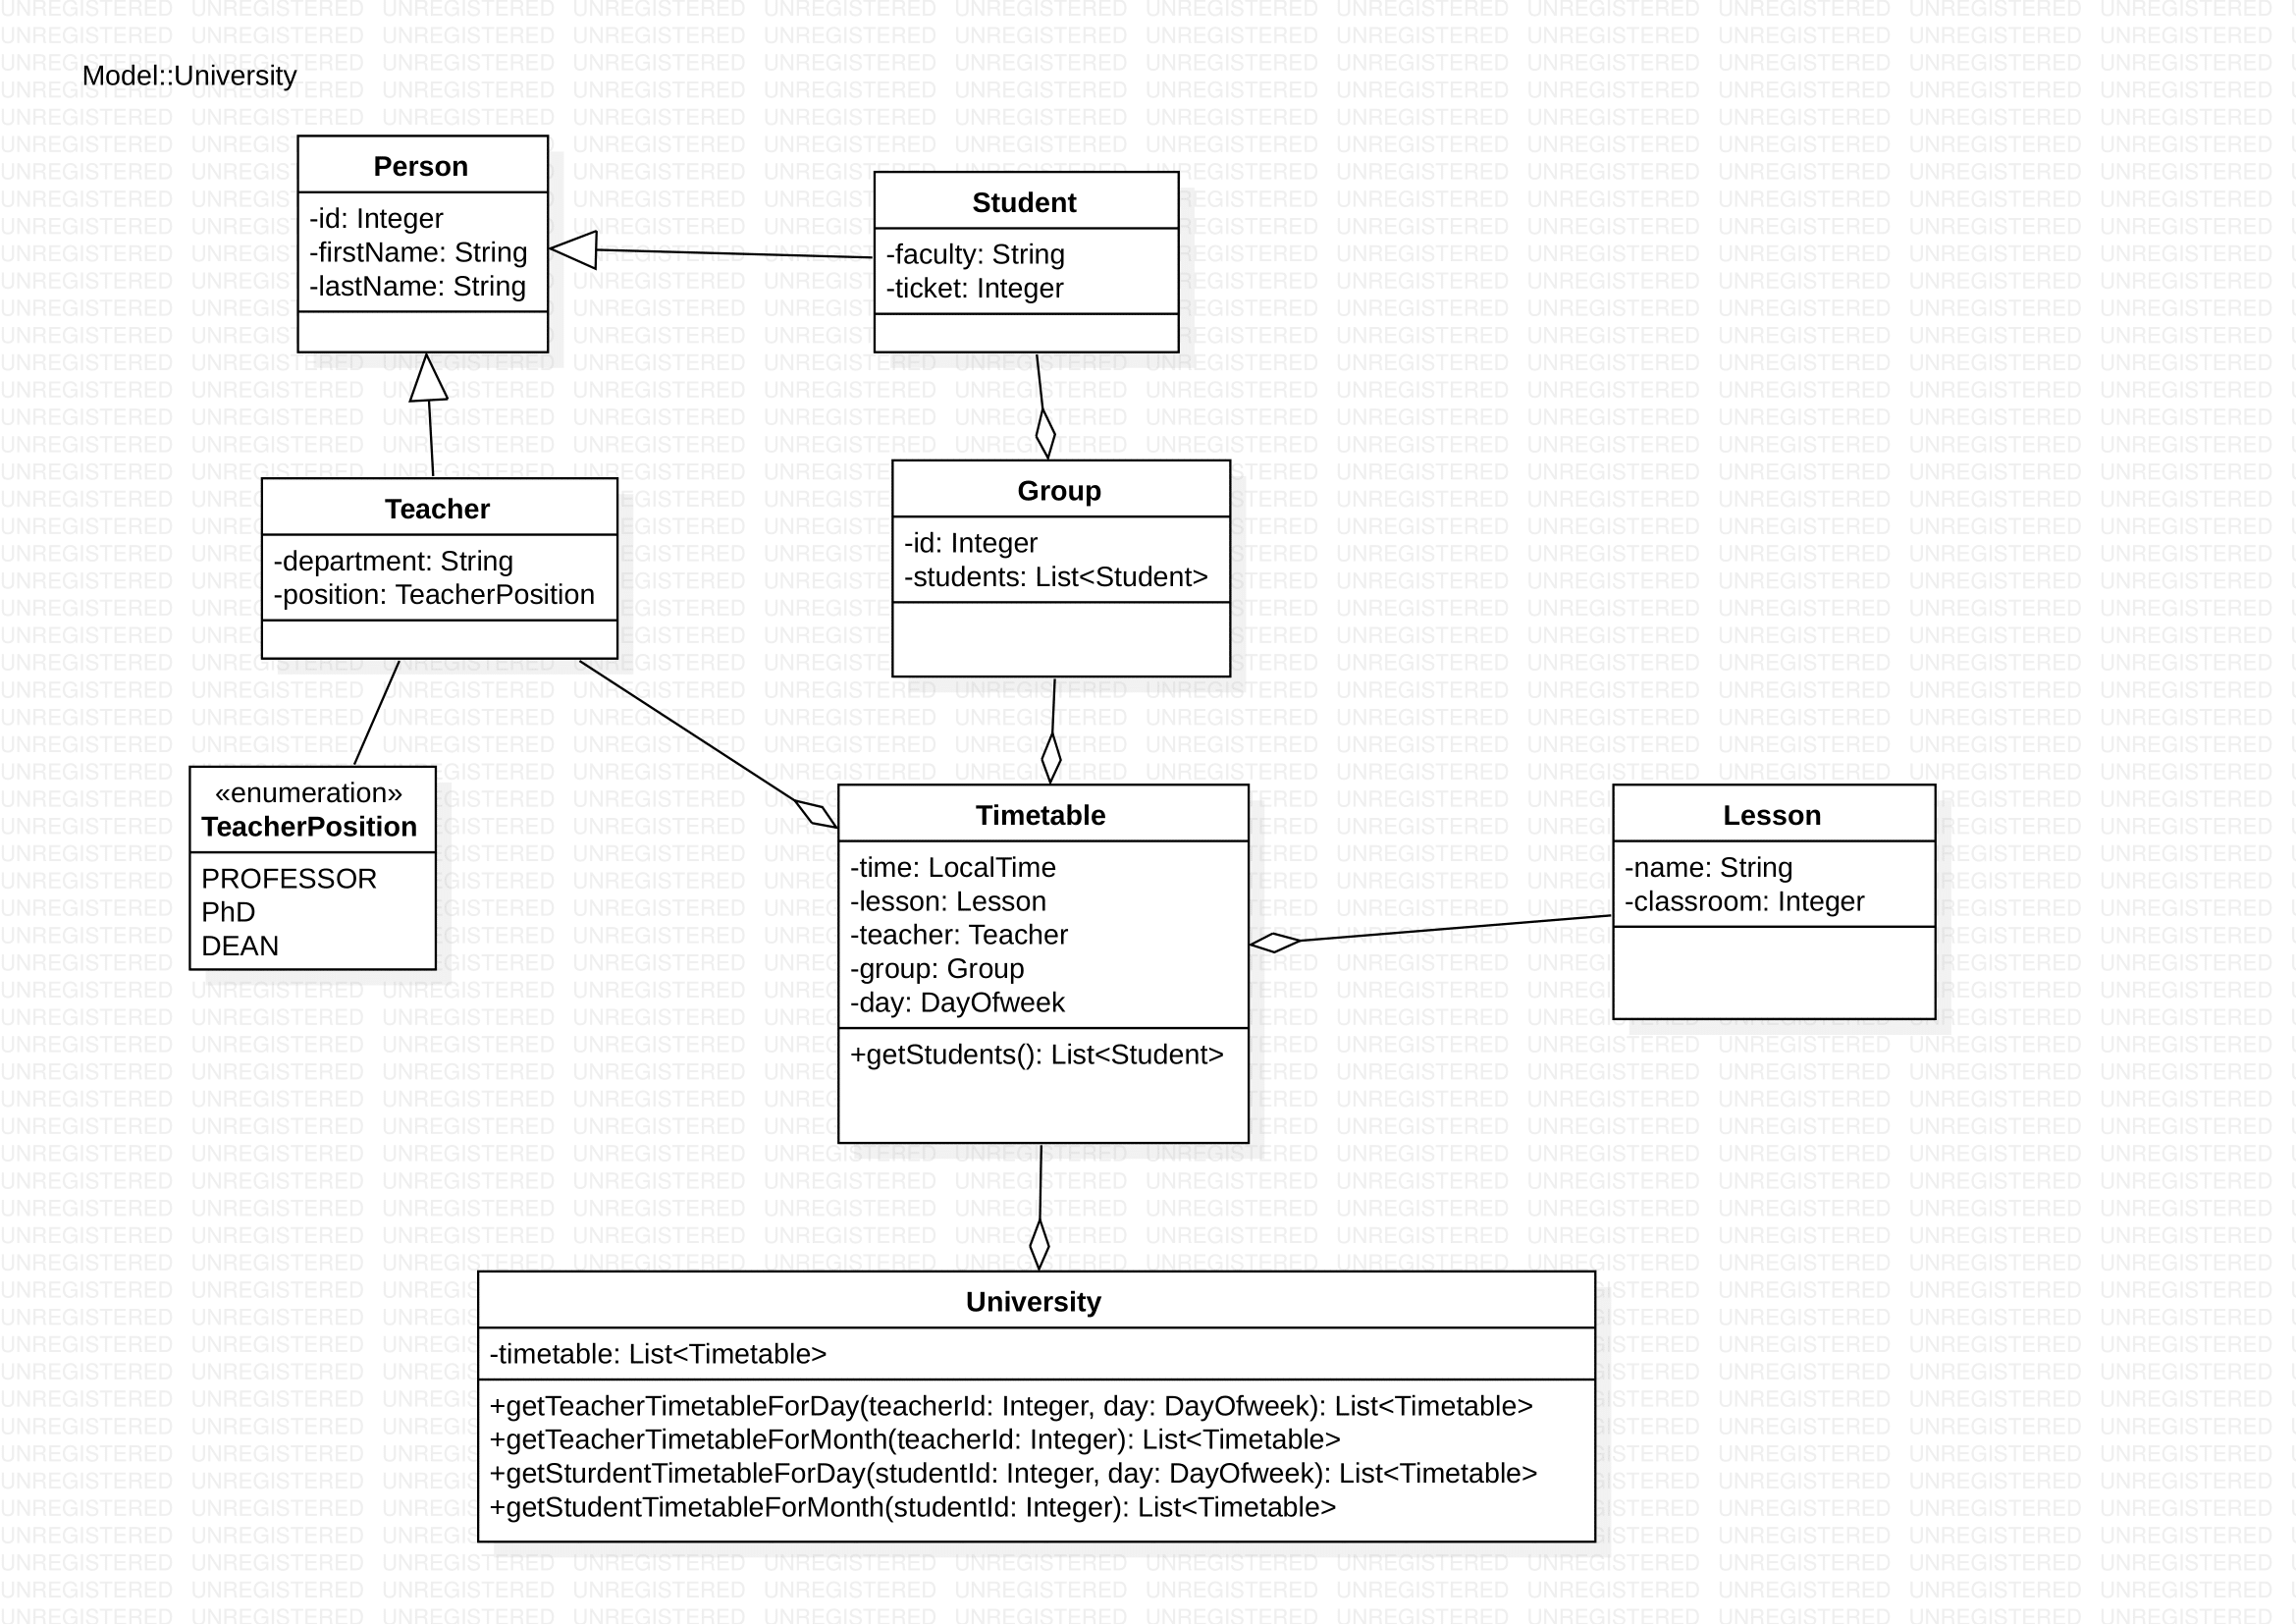 Model::University
Person
-id: Integer
-firstName: String
-lastName: String
Student
-faculty: String
-ticket: Integer
Teacher
-department: String
-position: TeacherPosition
Group
-id: Integer
-students: List<Student>
«enumeration»
TeacherPosition
PROFESSOR
PhD
DEAN
Timetable
-time: LocalTime
-lesson: Lesson
-teacher: Teacher
-group: Group
-day: DayOfweek
+getStudents(): List<Student>
Lesson
-name: String
-classroom: Integer
University
-timetable: List<Timetable>
+getTeacherTimetableForDay(teacherId: Integer, day: DayOfweek): List<Timetable>
+getTeacherTimetableForMonth(teacherId: Integer): List<Timetable>
+getSturdentTimetableForDay(studentId: Integer, day: DayOfweek): List<Timetable>
+getStudentTimetableForMonth(studentId: Integer): List<Timetable>
UNREGISTERED